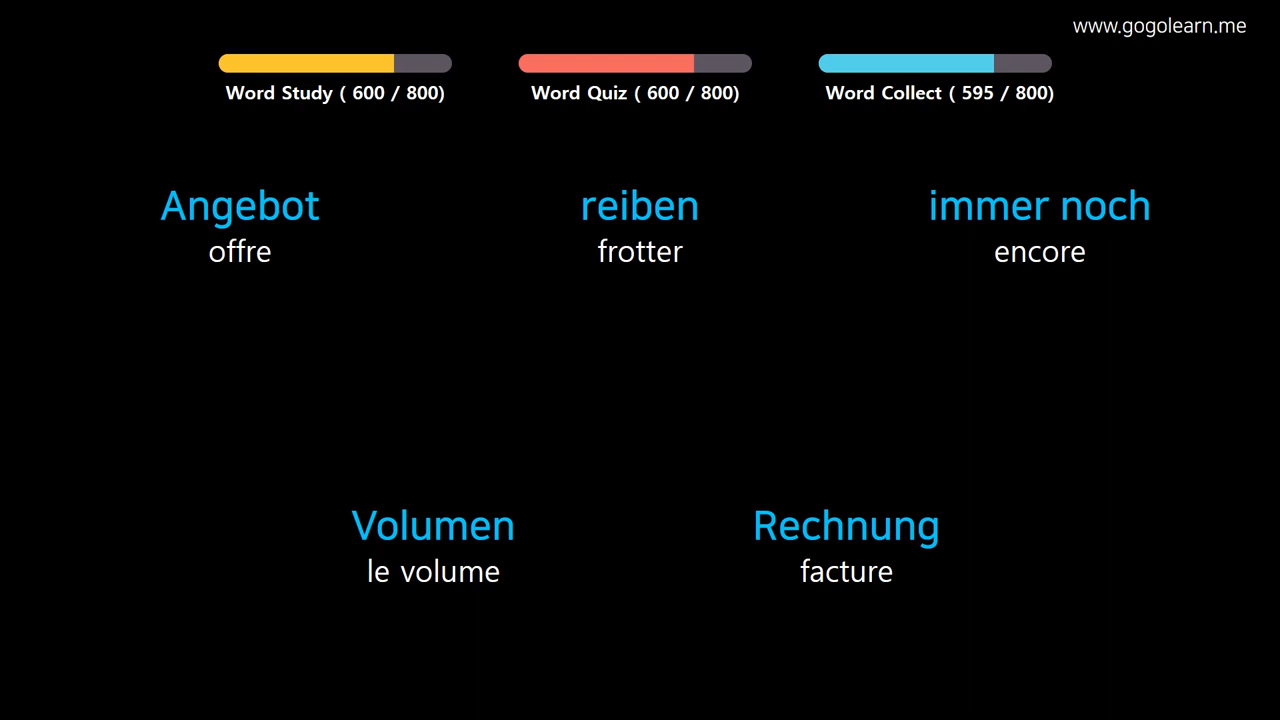 www.gogolearn.me
Word Study ( 600 / 800)
Word Quiz ( 600 / 800)
Word Collect ( 595 / 800)
Angebot
offre
reiben
frotter
immer noch
encore
Volumen
le volume
Rechnung
facture